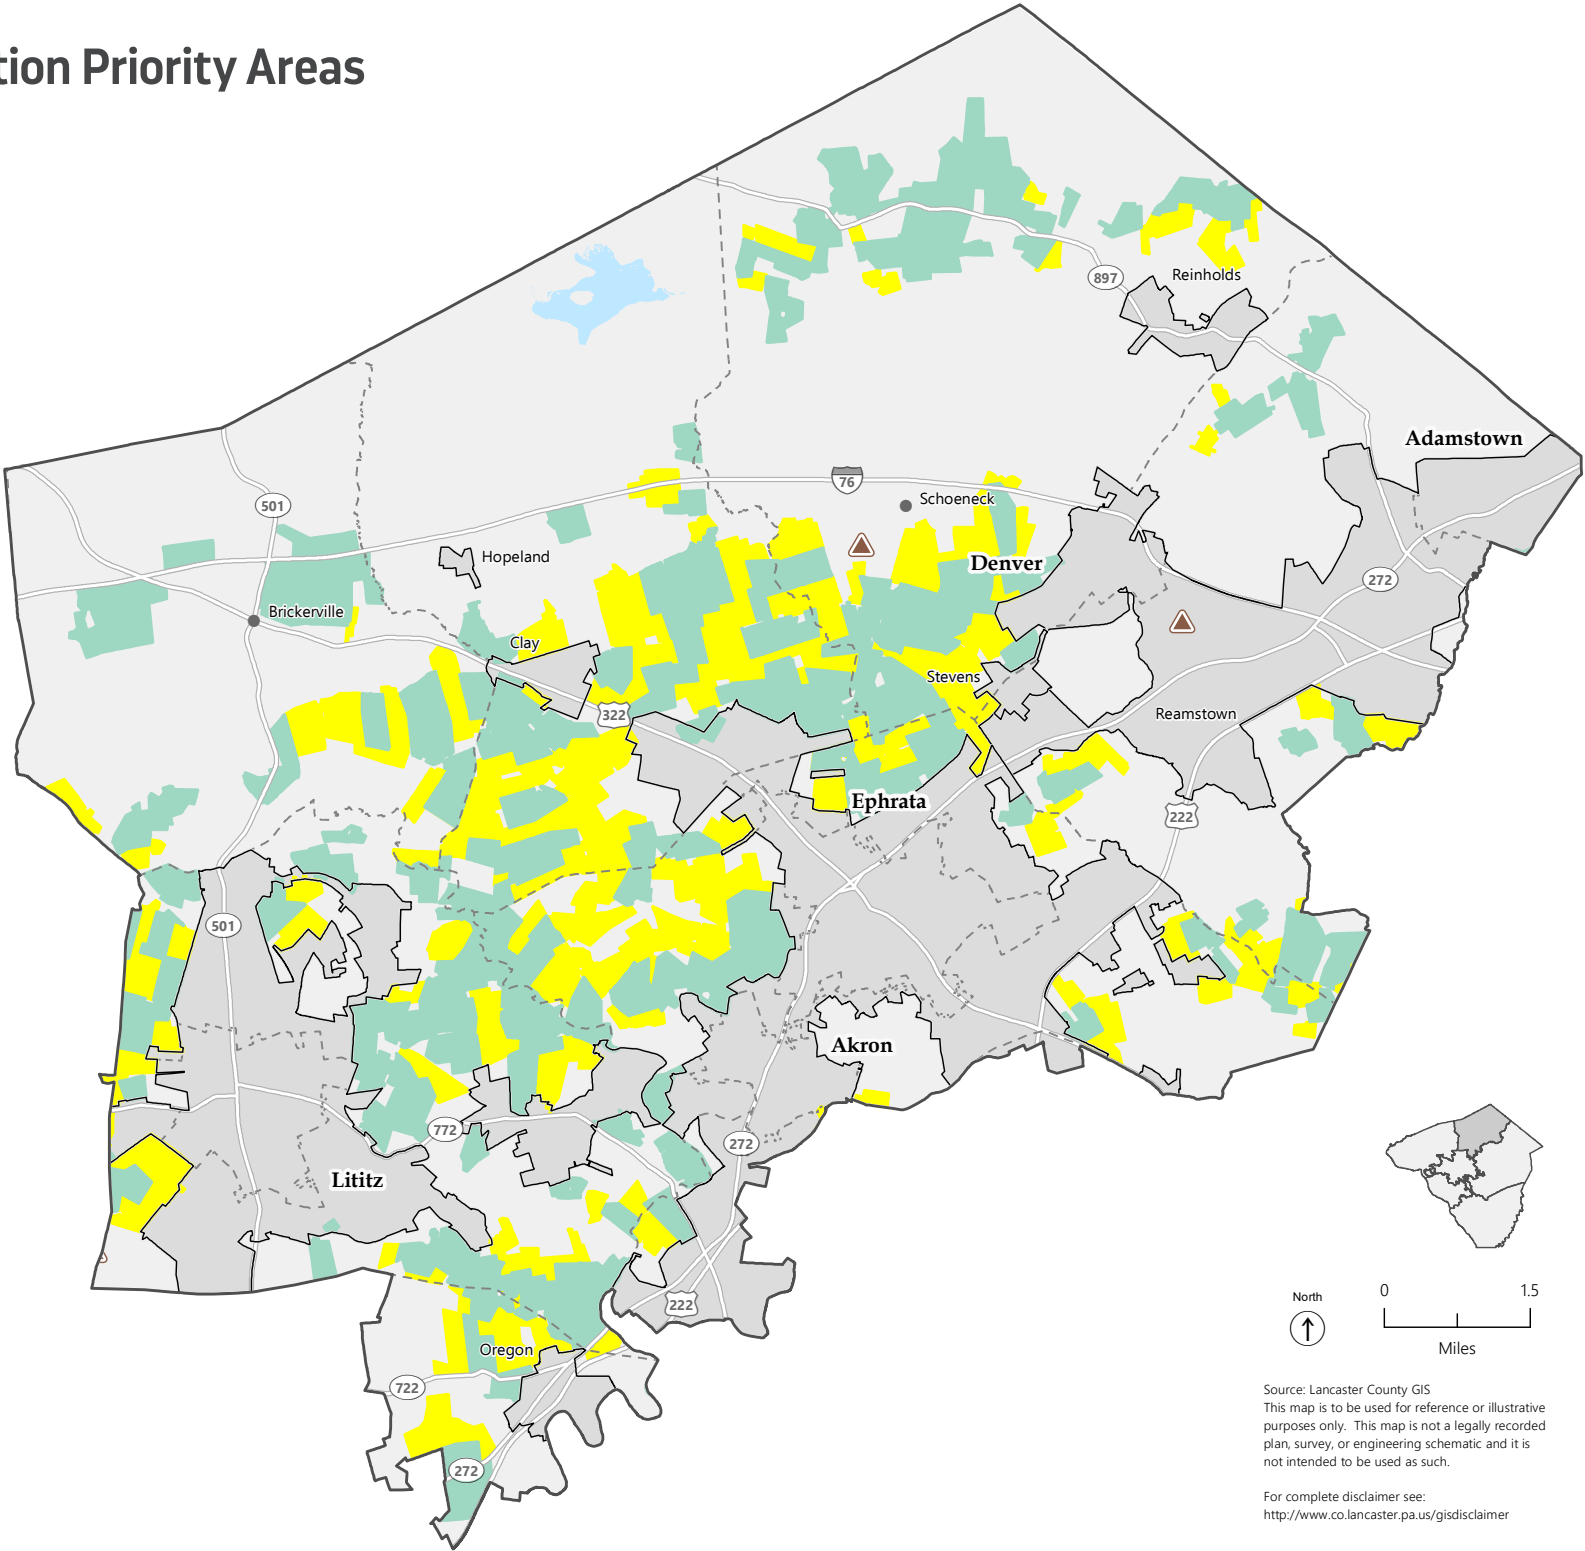 tion Priority Areas
897
Reinholds
Adamstown
76
Schoeneck
501
Hopeland
Denver
272
Brickerville
Clay
Stevens
322
Reamstown
Ephrata
222
501
Akron
772
272
Lititz
222
Oregon
722
272
North
0 1.5
Miles
Source: Lancaster County GIS
This map is to be used for reference or illustrative
purposes only. This map is not a legally recorded
plan, survey, or engineering schematic and it is
not intended to be used as such.
For complete disclaimer see:
http://www.co.lancaster.pa.us/gisdisclaimer